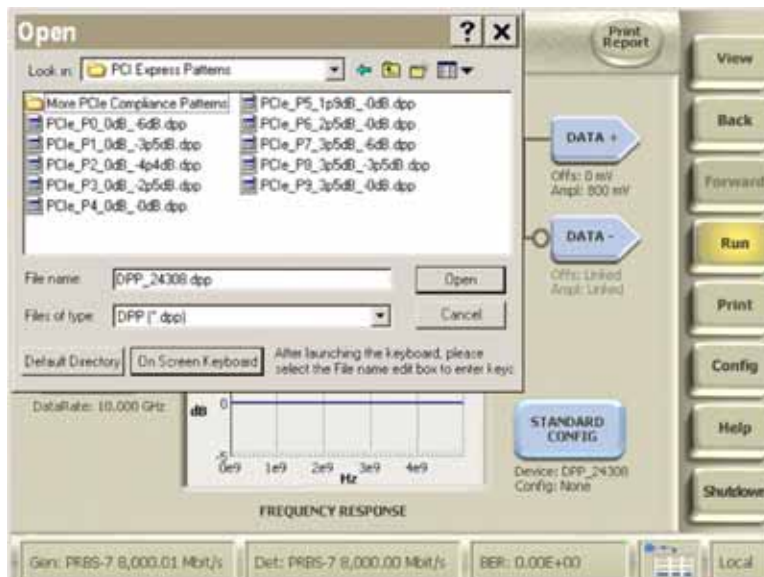 Open
? X
Look in: PCI Express Patterns
More PCIe Compliance Patterns
PCIe_P0_0dB_-6dB.dpp
PCIe_P1_0dB_-3p5dB.dpp
PCIe_P2_0dB_-4p4dB.dpp
PCIe_P3_0dB_-2p5dB.dpp
PCIe_P4_0dB_-0dB.dpp
PCIe_P5_1p9dB_-0dB.dpp
PCIe_P6_2p5dB_-0dB.dpp
PCIe_P7_3p5dB_-6dB.dpp
PCIe_P8_3p5dB_-3p5dB.dpp
PCIe_P9_3p5dB_-0dB.dpp
File name: DPP_24308.dpp
Open
Files of type: DPP (*.dpp)
Cancel
Default Directory
On Screen Keyboard
After launching the keyboard, please
select the File name edit box to enter keys
Print
Report
DATA +
Offs: 0 mV
Ampl: 800 mV
DATA -
Offs: Linked
Ampl: Linked
View
Back
Forward
Run
Print
Config
Help
Shutdown
DataRate: 10.000 GHz
dB
0
-5
0e9 1e9 2e9 3e9 4e9
Hz
FREQUENCY RESPONSE
STANDARD
CONFIG
Device: DPP_24308
Config: None
Gen: PRBS-7 8,000.01 Mbit/s
Det: PRBS-7 8,000.00 Mbit/s
BER: 0.00E+00
Local